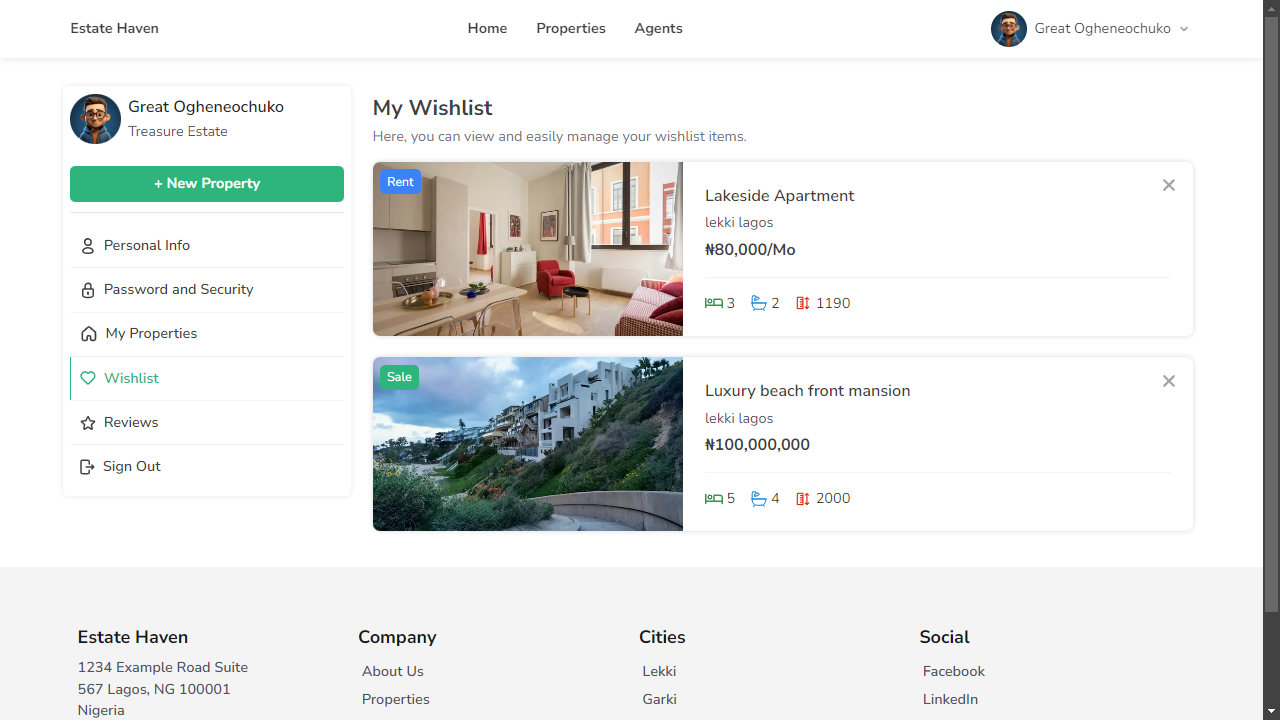 Estate Haven
Home
Properties
Agents
Great Ogheneochuko
Great Ogheneochuko
Treasure Estate
+ New Property
Personal Info
Password and Security
My Properties
Wishlist
Reviews
Sign Out
My Wishlist
Here, you can view and easily manage your wishlist items.
Rent
Lakeside Apartment
lekki lagos
₦80,000/Mo
3 2 1190
Sale
Luxury beach front mansion
lekki lagos
₦100,000,000
5 4 2000
Estate Haven
1234 Example Road Suite
567 Lagos, NG 100001
Nigeria
Company
About Us
Properties
Cities
Lekki
Garki
Social
Facebook
LinkedIn